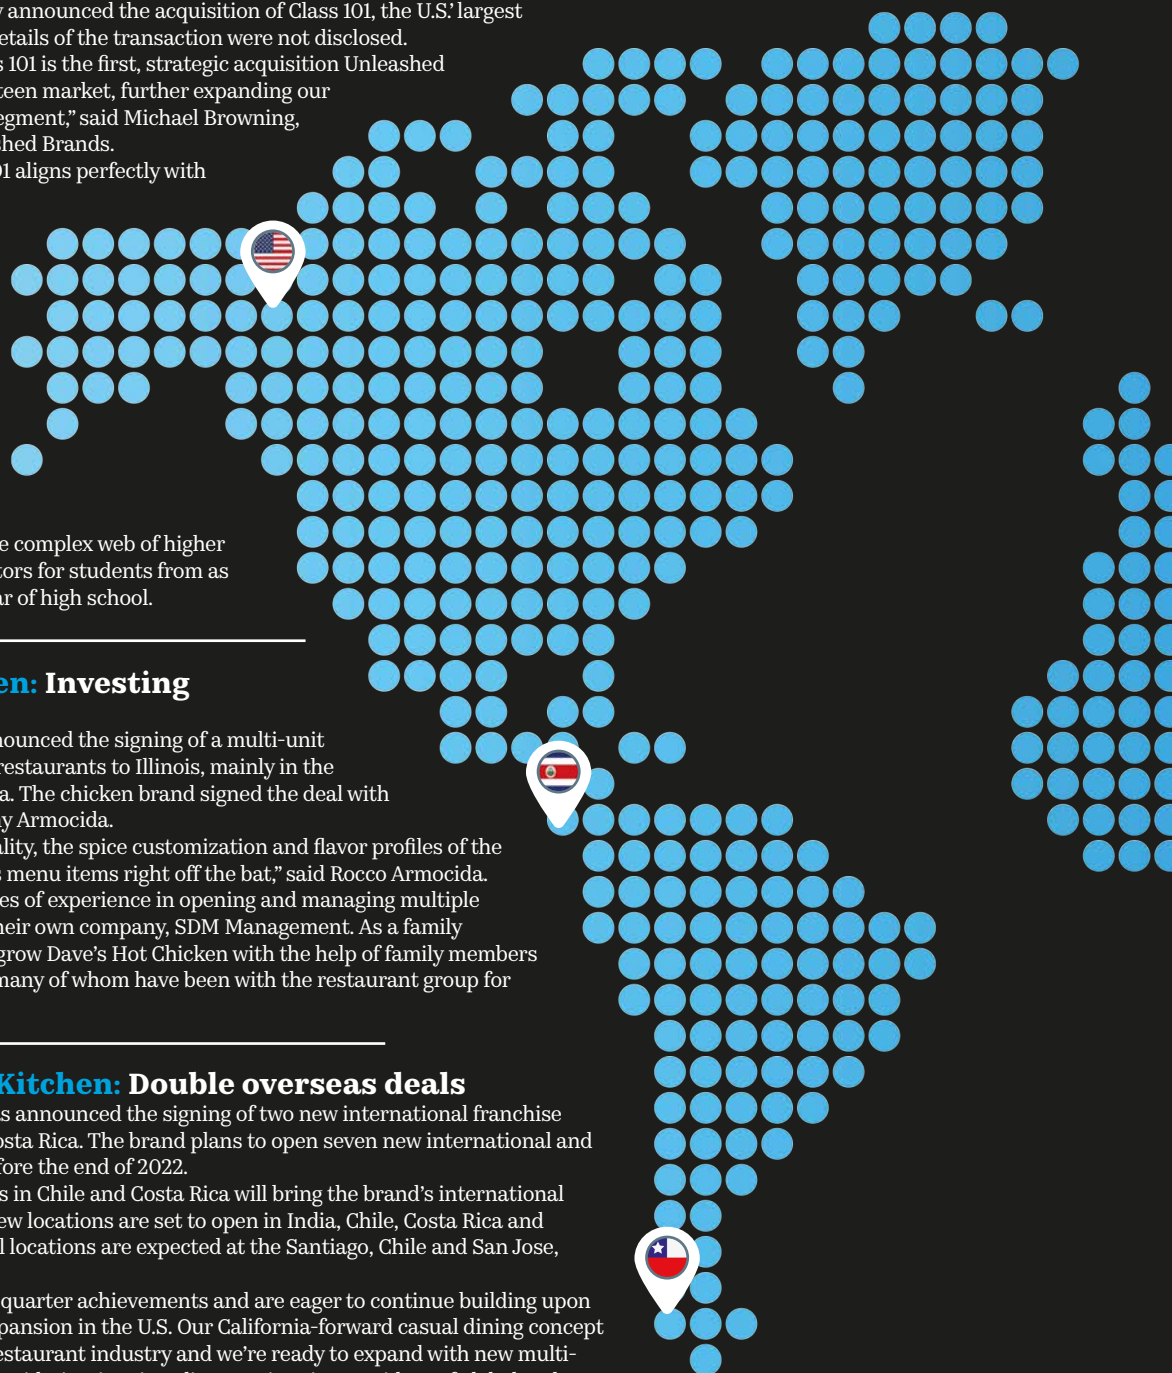 announced the acquisition of Class 101, the U.S.’ largest
etails of the transaction were not disclosed.
101 is the first, strategic acquisition Unleashed
teen market, further expanding our
egment,” said Michael Browning,
shed Brands.
01 aligns perfectly with
e complex web of higher
tors for students from as
ar of high school.
en: Investing
nounced the signing of a multi-unit
restaurants to Illinois, mainly in the
a. The chicken brand signed the deal with
y Armocida.
ality, the spice customization and flavor profiles of the
s menu items right off the bat,” said Rocco Armocida.
es of experience in opening and managing multiple
heir own company, SDM Management. As a family
grow Dave’s Hot Chicken with the help of family members
many of whom have been with the restaurant group for
Kitchen: Double overseas deals
s announced the signing of two new international franchise
osta Rica. The brand plans to open seven new international and
fore the end of 2022.
s in Chile and Costa Rica will bring the brand’s international
ew locations are set to open in India, Chile, Costa Rica and
l locations are expected at the Santiago, Chile and San Jose,
quarter achievements and are eager to continue building upon
pansion in the U.S. Our California-forward casual dining concept
estaurant industry and we’re ready to expand with new multi-